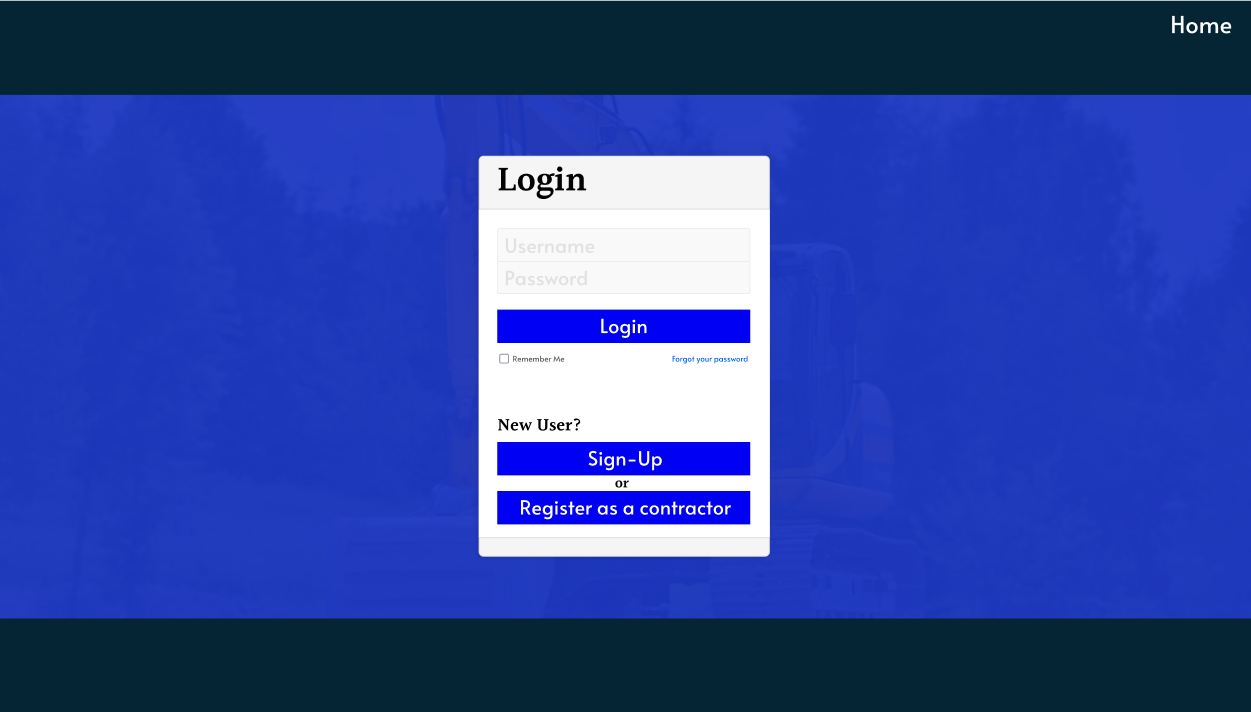 Home
Login
Username
Password
Login
Remember Me
Forgot your password
New User?
Sign-Up
or
Register as a contractor